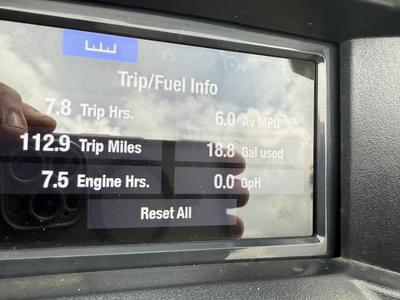 Trip/Fuel Info
7.8 Trip Hrs. 6.0 Av MPG
112.9 Trip Miles 18.8 Gal used
7.5 Engine Hrs. 0.0 GpH
Reset All